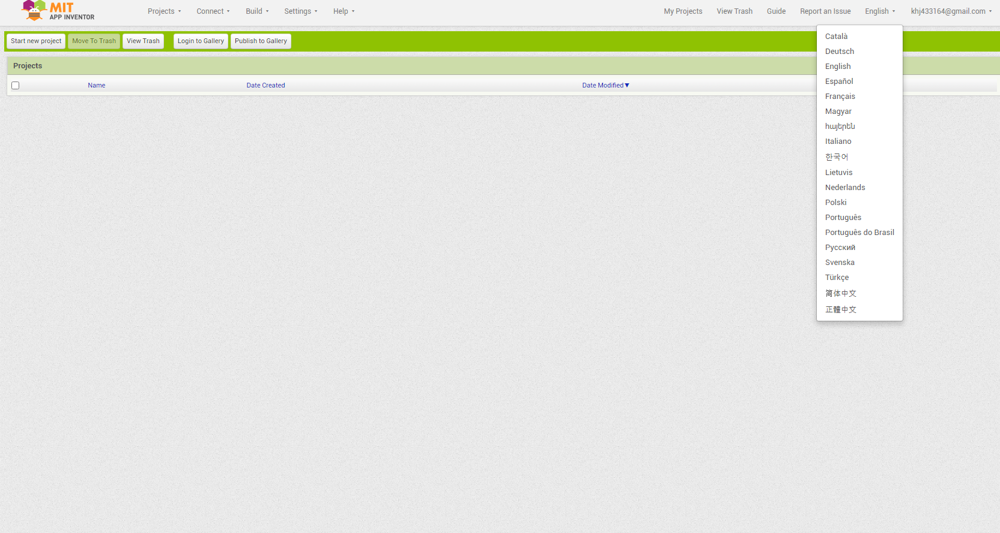 MIT
APP INVENTOR
Projects Connect Build Settings Help My Projects View Trash Guide Report an Issue English khj433164@gmail.com
Start new project Move To Trash View Trash Login to Gallery Publish to Gallery
Projects
Name Date Created Date Modified
Català
Deutsch
English
Español
Français
Magyar
հայերեն
Italiano
한국어
Lietuvis
Nederlands
Polski
Português
Português do Brasil
Русский
Svenska
Türkçe
简体中文
正體中文